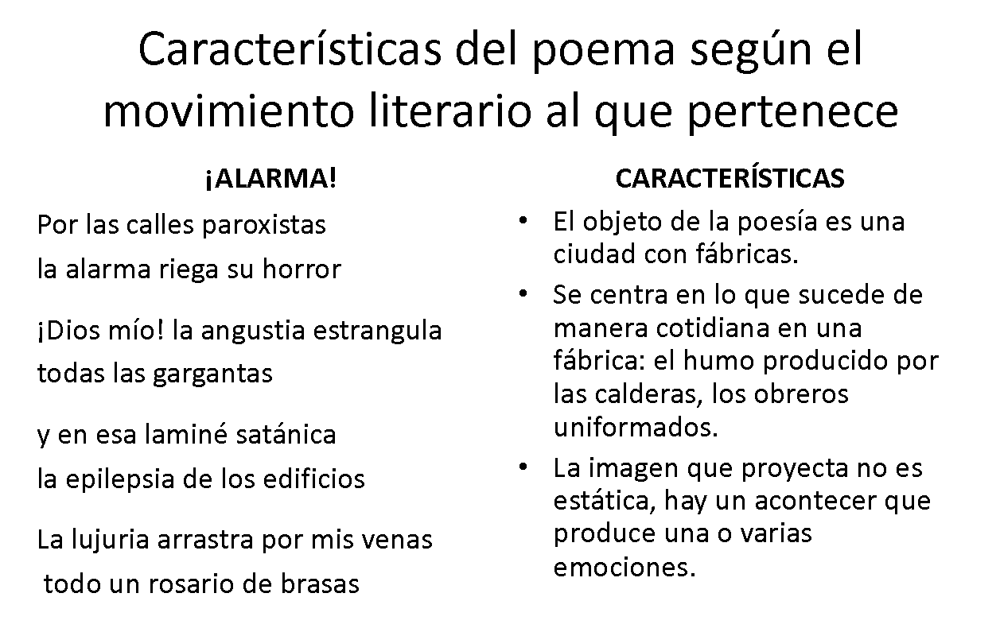 Características del poema según el
movimiento literario al que pertenece
¡ALARMA!
Por las calles paroxistas
la alarma riega su horror
¡Dios mío! la angustia estrangula
todas las gargantas
y en esa laminé satánica
la epilepsia de los edificios
La lujuria arrastra por mis venas
todo un rosario de brasas
CARACTERÍSTICAS
• El objeto de la poesía es una
ciudad con fábricas.
• Se centra en lo que sucede de
manera cotidiana en una
fábrica: el humo producido por
las calderas, los obreros
uniformados.
• La imagen que proyecta no es
estática, hay un acontecer que
produce una o varias
emociones.